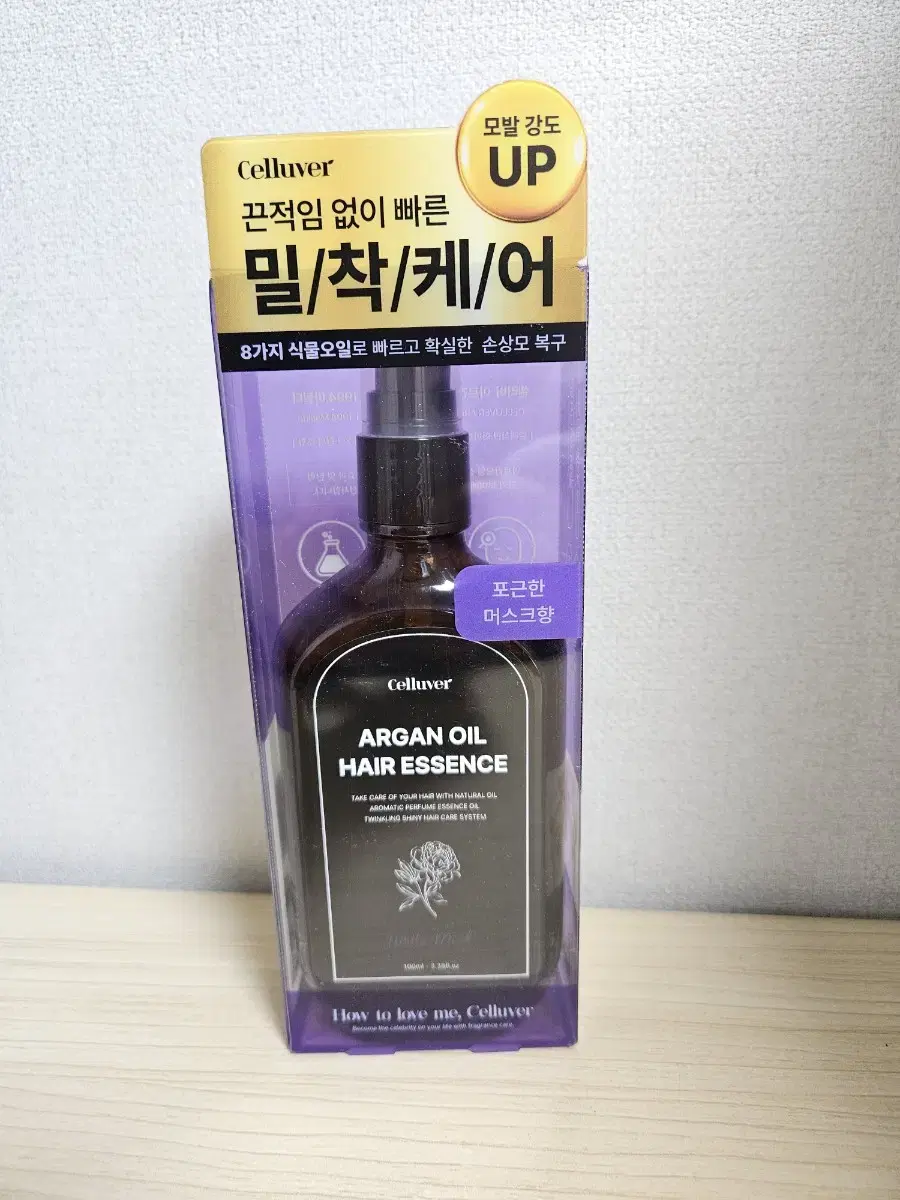 모발 강도
UP
Celluver
끈적임 없이 빠른
밀/착/케/어
8가지 식물오일로 빠르고 확실한 손상모 복구
포근한
머스크향
Celluver
ARGAN OIL
HAIR ESSENCE
TAKE CARE OF YOUR HAIR WITH NATURAL OIL
AROMATIC PERFUME ESSENCE OIL
TWINKLING SHINY HAIR CARE SYSTEM
How to love me, Celluver
Become the celebrity on your life with fragrance care.